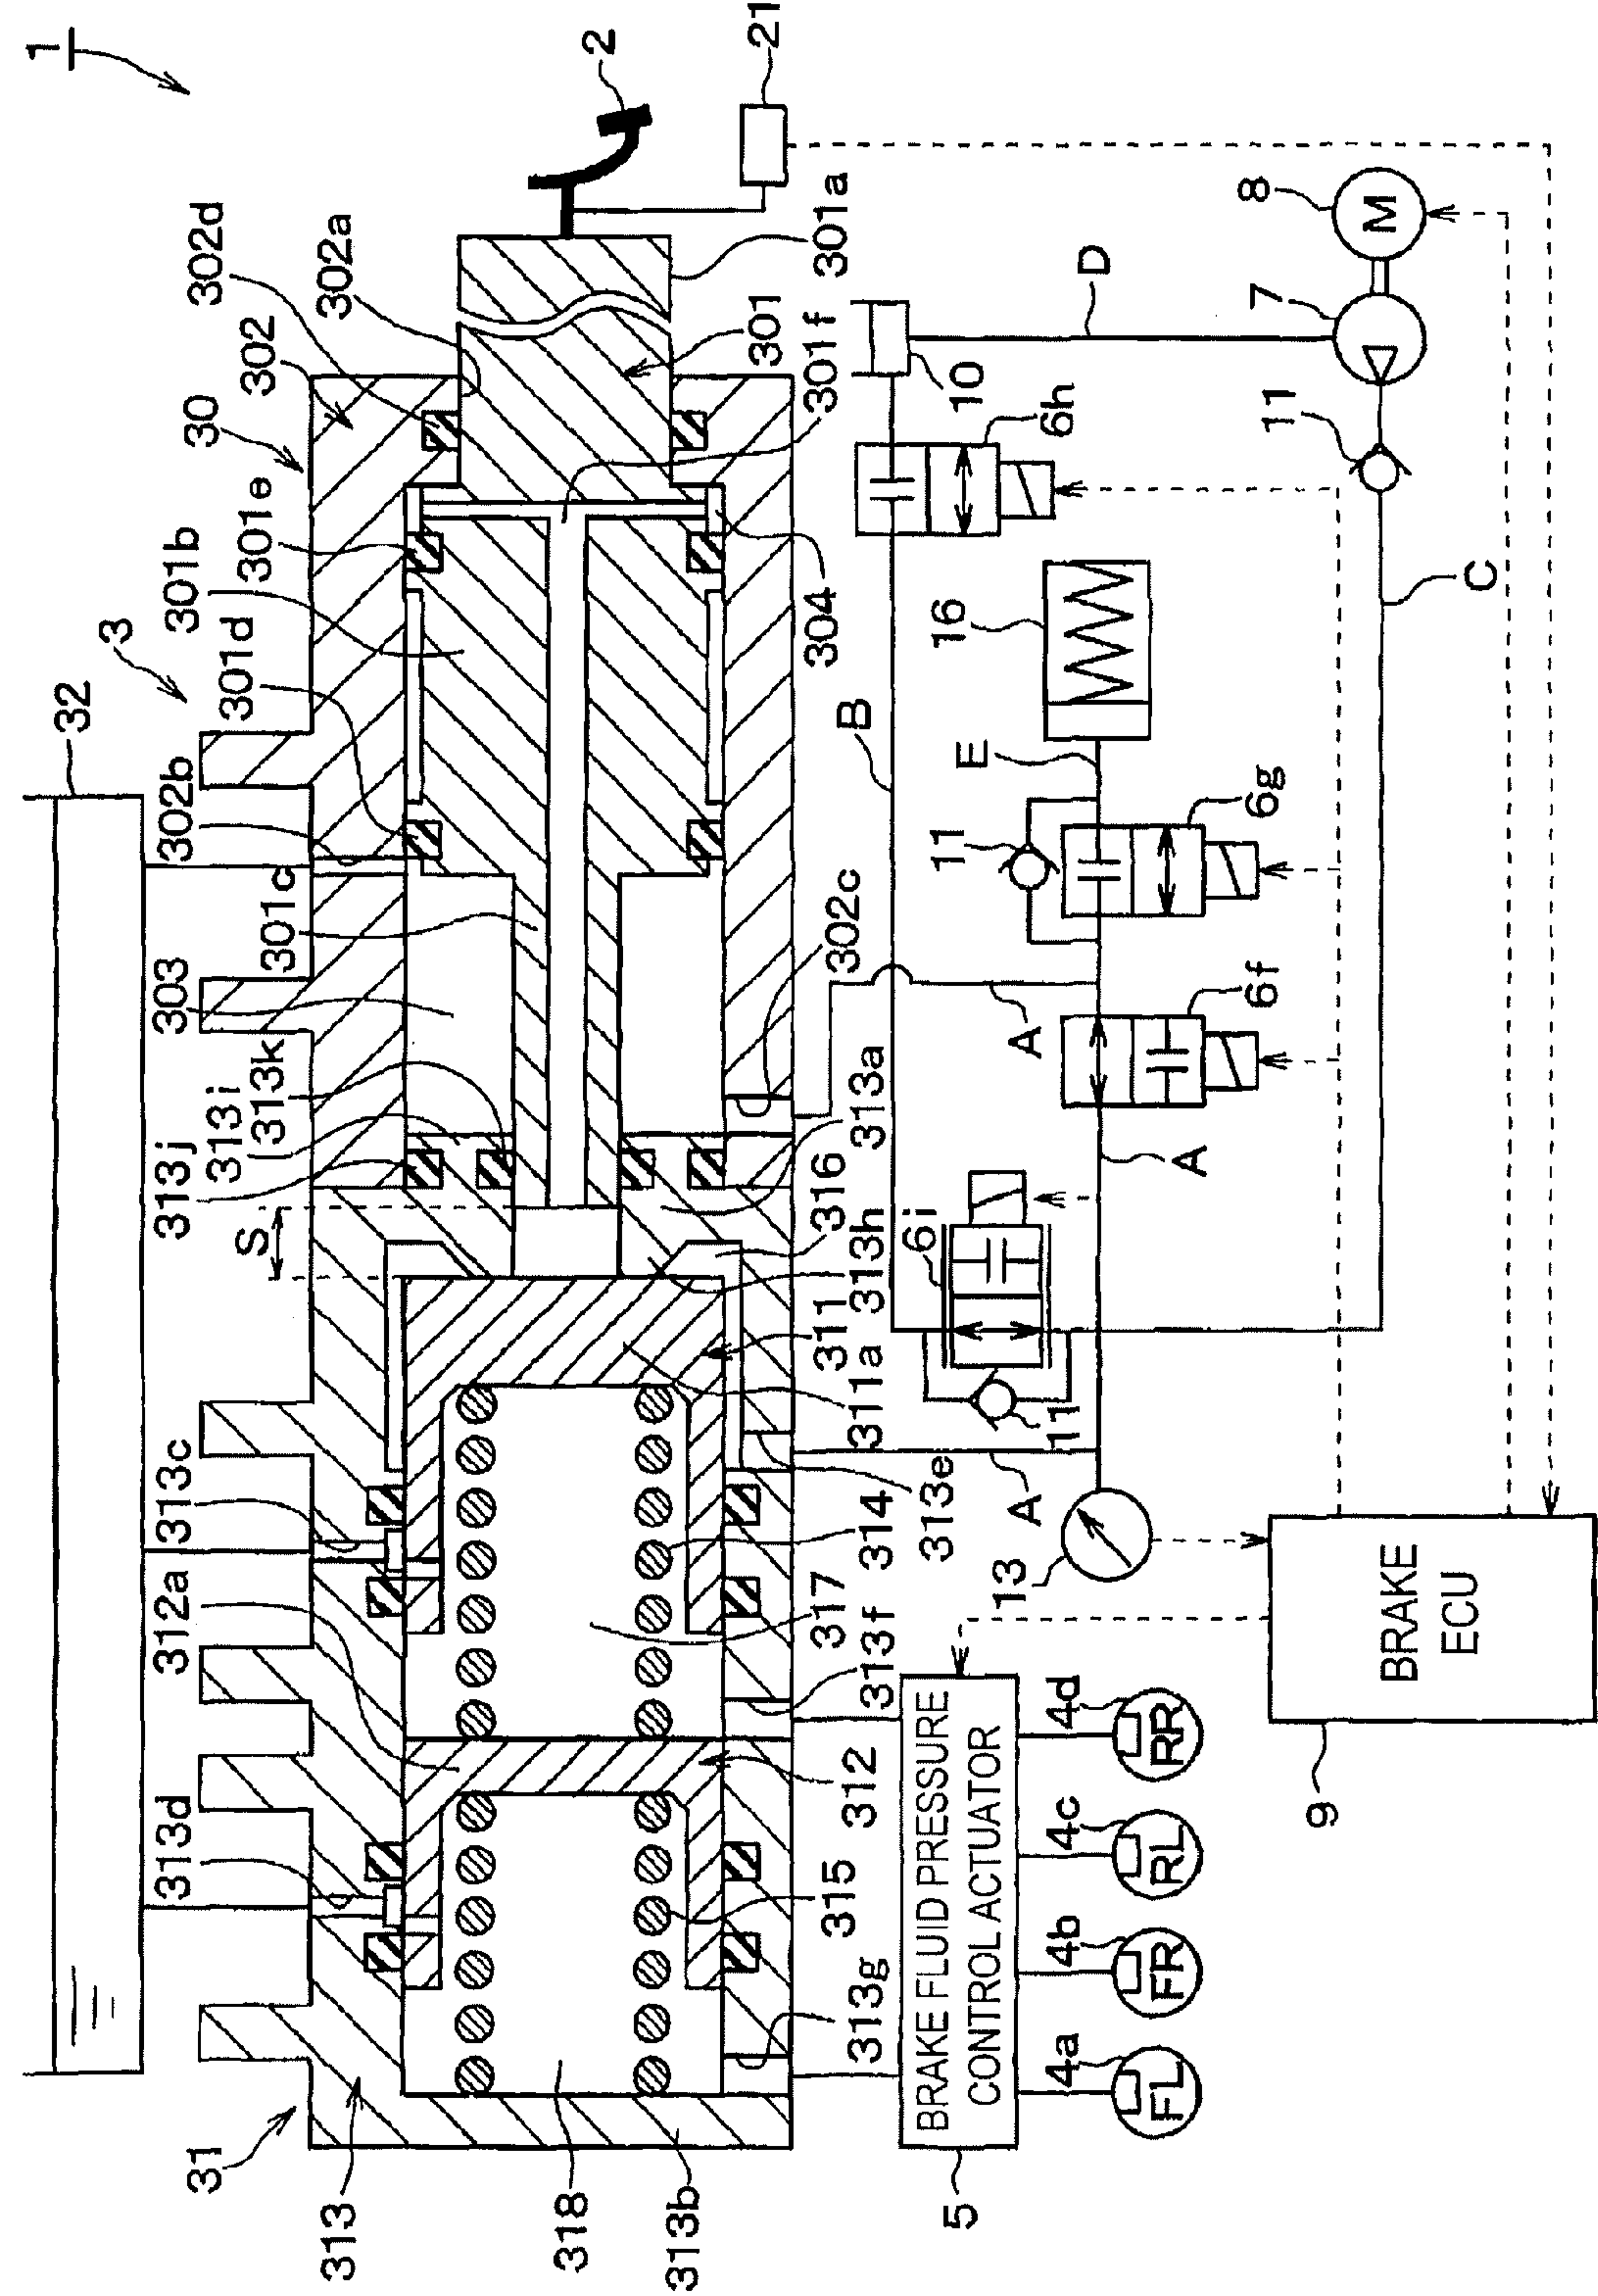 1
2
21
302d
302a
302
30
301e
301b
301d
3
302b
32
301c
303
313k
313i
313j
S
313c
312a
313d
31
313
301a
301
301f
304
302c
313a
316
313h
311
311a
313e
314
317
313f
312
315
313g
318
313b
10
6h
D
8
M
7
11
C
16
B
E
11
6g
6f
A
A
6i
11
A
13
BRAKE
ECU
9
BRAKE FLUID PRESSURE
CONTROL ACTUATOR
5
4a
4b
4c
4d
FL
FR
RL
RR